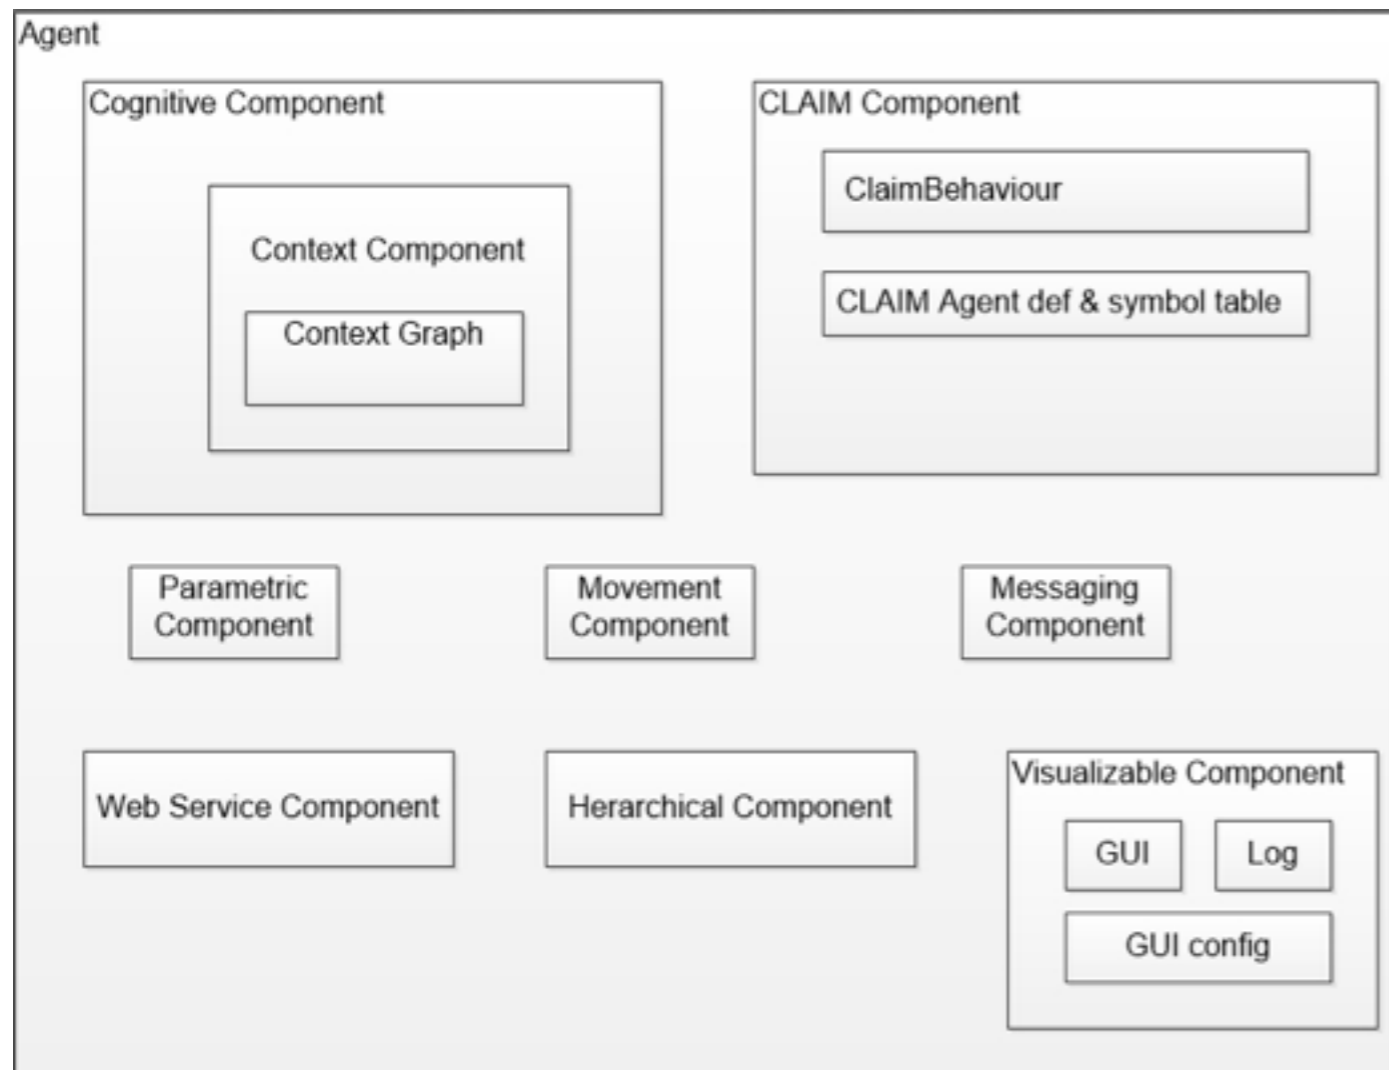 Agent
Cognitive Component
CLAIM Component
ClaimBehaviour
Context Component
CLAIM Agent def & symbol table
Context Graph
Parametric
Component
Movement
Component
Messaging
Component
Web Service Component
Herarchical Component
Visualizable Component
GUI
Log
GUI config